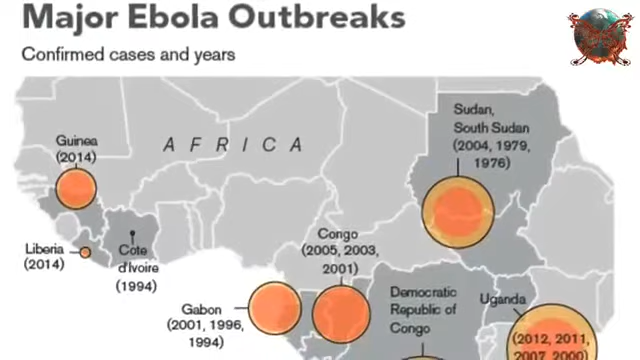 Major Ebola Outbreaks
Confirmed cases and years
Sudan,
South Sudan
(2004, 1979,
1976)
Guinea
(2014)
AFRICA
Liberia
(2014)
Cote
d'Ivoire
(1994)
Congo
(2005, 2003,
2001)
Gabon
(2001, 1996,
1994)
Democratic
Republic of
Congo
Uganda
(2012, 2011,
2007, 2000)